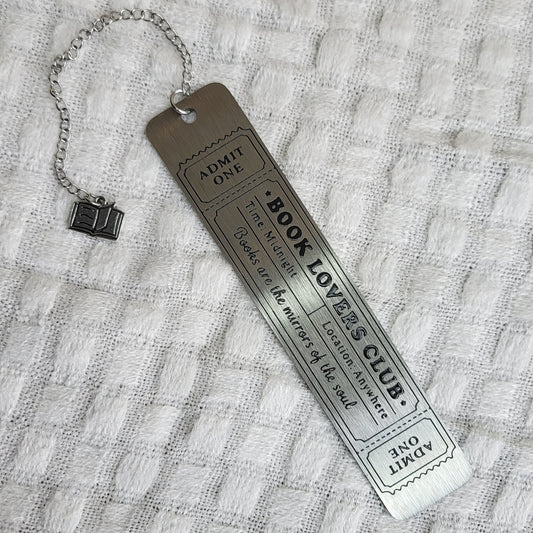 ADMIT
ONE
★BOOK LOVERS CLUB★
Time: Midnight
Location: Anywhere
Books are the mirrors of the soul
ADMIT
ONE